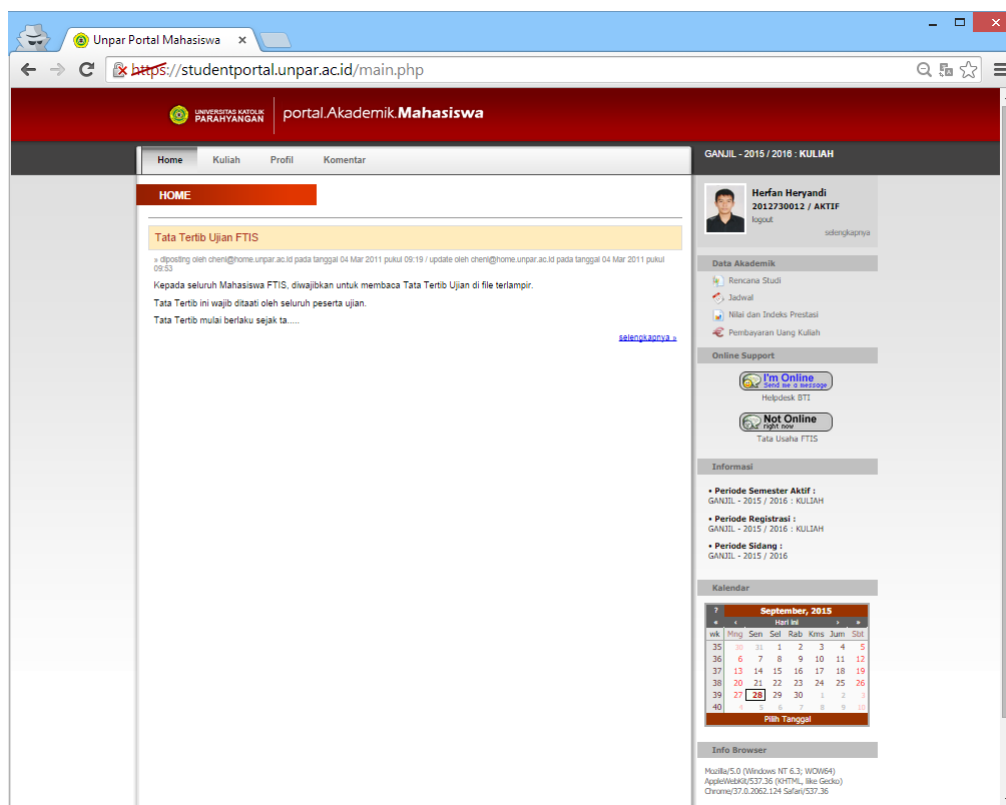 Unpar Portal Mahasiswa
https://studentportal.unpar.ac.id/main.php
UNIVERSITAS KATOLIK
PARAHYANGAN
portal.Akademik.Mahasiswa
Home Kuliah Profil Komentar
GANJIL - 2015 / 2016 : KULIAH
HOME
Tata Tertib Ujian FTIS
» diposting oleh cheni@home.unpar.ac.id pada tanggal 04 Mar 2011 pukul 09:19 / update oleh cheni@home.unpar.ac.id pada tanggal 04 Mar 2011 pukul
09:53
Kepada seluruh Mahasiswa FTIS, diwajibkan untuk membaca Tata Tertib Ujian di file terlampir.
Tata Tertib ini wajib ditaati oleh seluruh peserta ujian.
Tata Tertib mulai berlaku sejak ta.....
selengkapnya »
Herfan Heryandi
2012730012 / AKTIF
logout
selengkapnya
Data Akademik
Rencana Studi
Jadwal
Nilai dan Indeks Prestasi
Pembayaran Uang Kuliah
Online Support
I'm Online
Send me a message
Helpdesk BTI
Not Online
right now
Tata Usaha FTIS
Informasi
• Periode Semester Aktif :
GANJIL - 2015 / 2016 : KULIAH
• Periode Registrasi :
GANJIL - 2015 / 2016 : KULIAH
• Periode Sidang :
GANJIL - 2015 / 2016
Kalendar
? September, 2015
« ‹ Hari ini › »
wk Mng Sen Sel Rab Kms Jum Sbt
35 30 31 1 2 3 4 5
36 6 7 8 9 10 11 12
37 13 14 15 16 17 18 19
38 20 21 22 23 24 25 26
39 27 28 29 30 1 2 3
40 4 5 6 7 8 9 10
Pilih Tanggal
Info Browser
Mozilla/5.0 (Windows NT 6.3; WOW64)
AppleWebKit/537.36 (KHTML, like Gecko)
Chrome/37.0.2062.124 Safari/537.36